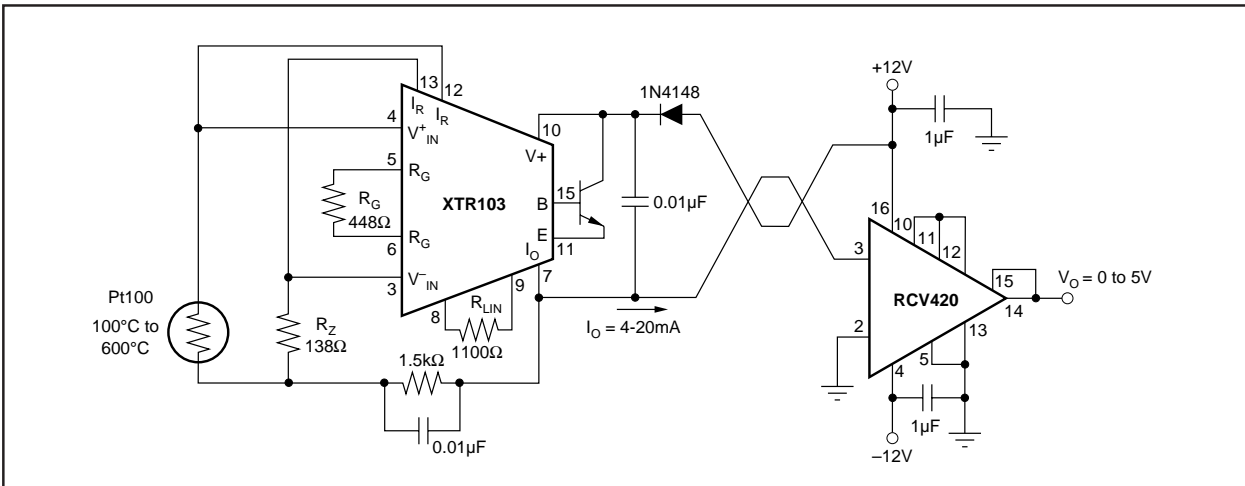 13
12
I_R
I_R
4
V⁺_IN
5
R_G
R_G
448Ω
XTR103
R_G
6
V⁻_IN
3
10
V+
15
B
E
11
I_O
7
9
R_LIN
8
1100Ω
1N4148
0.01µF
I_O = 4-20mA
Pt100
100°C to
600°C
R_Z
138Ω
1.5kΩ
0.01µF
+12V
1µF
16
10
11
12
3
15
RCV420
V_O = 0 to 5V
14
2
13
5
4
1µF
–12V